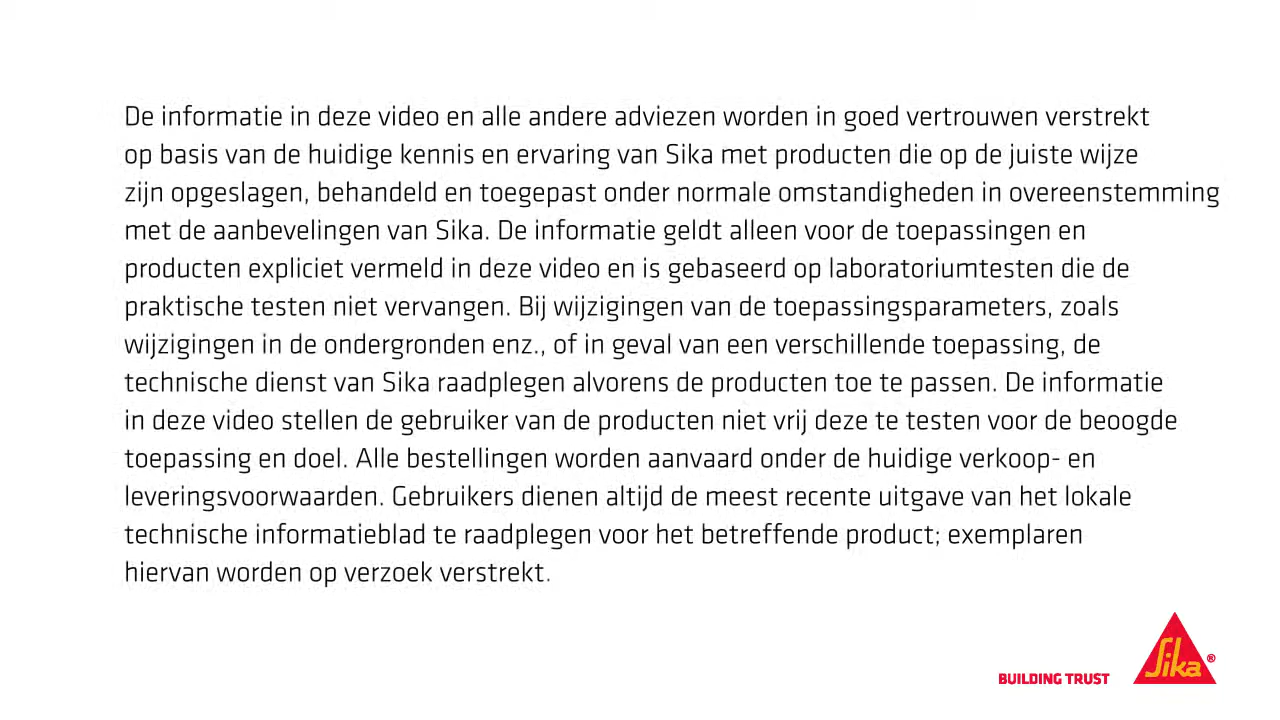 De informatie in deze video en alle andere adviezen worden in goed vertrouwen verstrekt
op basis van de huidige kennis en ervaring van Sika met producten die op de juiste wijze
zijn opgeslagen, behandeld en toegepast onder normale omstandigheden in overeenstemming
met de aanbevelingen van Sika. De informatie geldt alleen voor de toepassingen en
producten expliciet vermeld in deze video en is gebaseerd op laboratoriumtesten die de
praktische testen niet vervangen. Bij wijzigingen van de toepassingsparameters, zoals
wijzigingen in de ondergronden enz., of in geval van een verschillende toepassing, de
technische dienst van Sika raadplegen alvorens de producten toe te passen. De informatie
in deze video stellen de gebruiker van de producten niet vrij deze te testen voor de beoogde
toepassing en doel. Alle bestellingen worden aanvaard onder de huidige verkoop- en
leveringsvoorwaarden. Gebruikers dienen altijd de meest recente uitgave van het lokale
technische informatieblad te raadplegen voor het betreffende product; exemplaren
hiervan worden op verzoek verstrekt.
BUILDING TRUST
Sika®